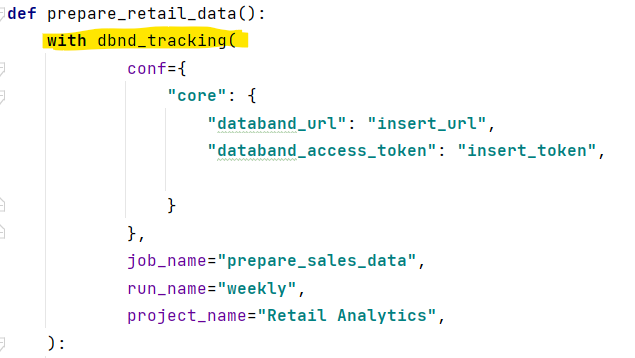 def prepare_retail_data():
    with dbnd_tracking(
            conf={
                "core": {
                    "databand_url": "insert_url",
                    "databand_access_token": "insert_token",
                }
            },
            job_name="prepare_sales_data",
            run_name="weekly",
            project_name="Retail Analytics",
    ):